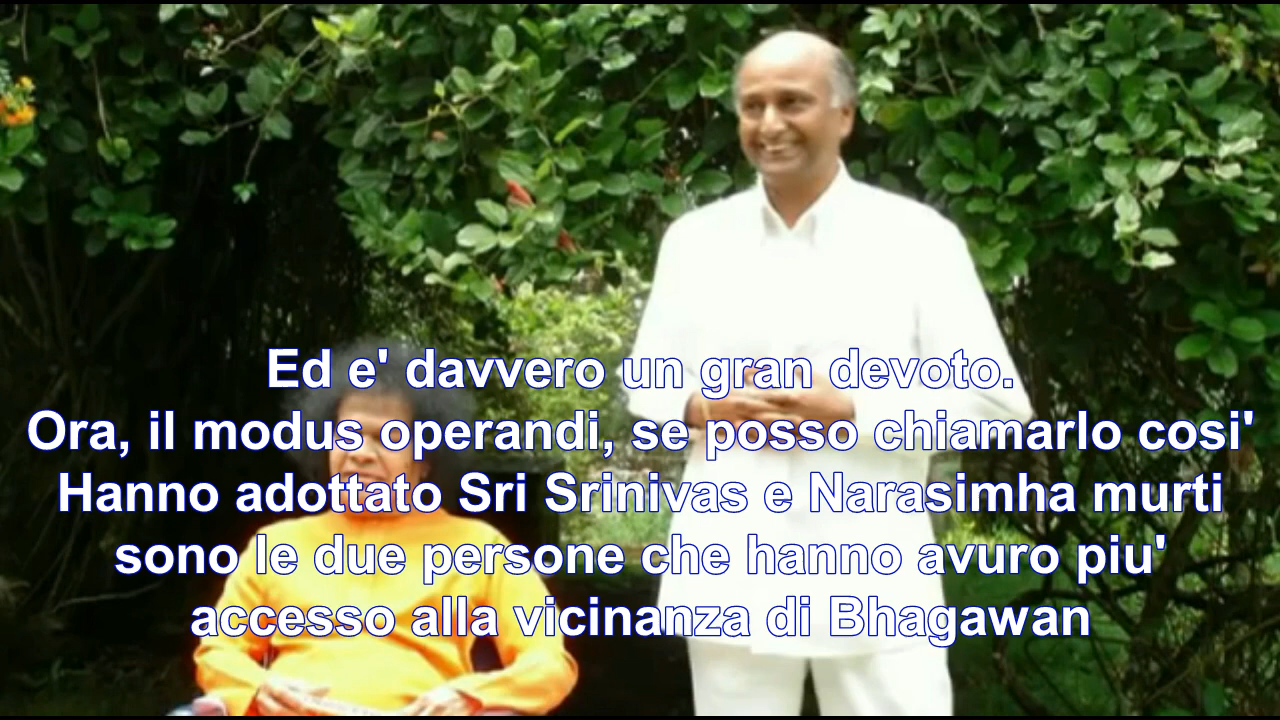 Ed e' davvero un gran devoto.
Ora, il modus operandi, se posso chiamarlo cosi'
Hanno adottato Sri Srinivas e Narasimha murti
sono le due persone che hanno avuro piu'
accesso alla vicinanza di Bhagawan